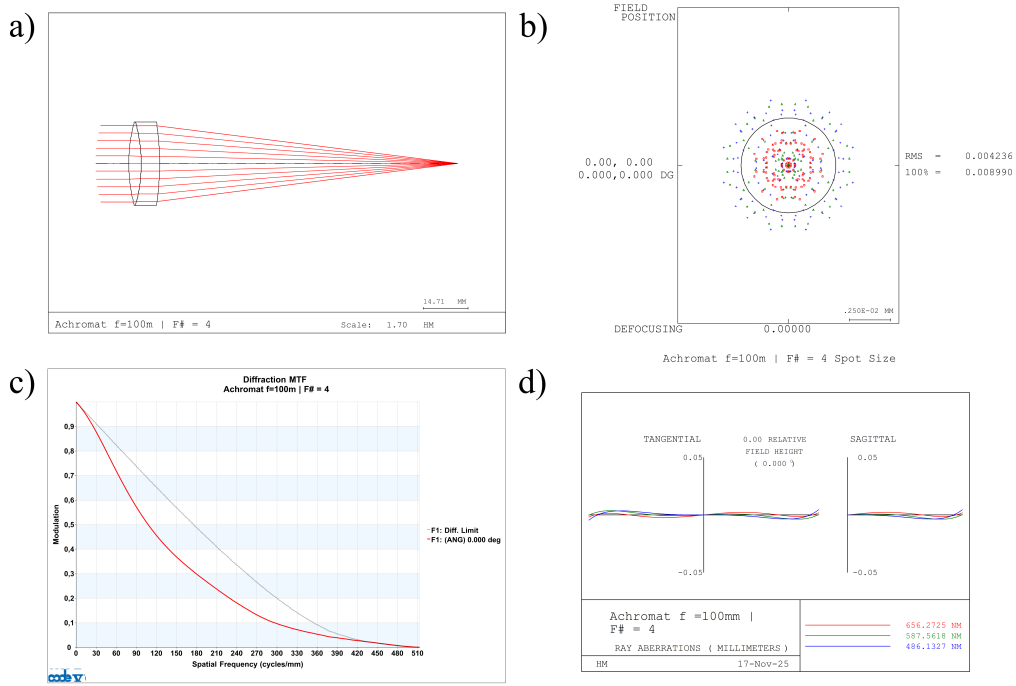 a)
14.71 MM
Achromat f=100m | F# = 4 Scale: 1.70 HM
b)
FIELD
POSITION
0.00, 0.00
0.000,0.000 DG
RMS = 0.004236
100% = 0.008990
.250E-02 MM
DEFOCUSING 0.00000
Achromat f=100m | F# = 4 Spot Size
c)
Diffraction MTF
Achromat f=100m | F# = 4
0,9
0,8
0,7
0,6
0,5
0,4
0,3
0,2
0,1
0
Modulation
0 30 60 90 120 150 180 210 240 270 300 330 360 390 420 450 480 510
Spatial Frequency (cycles/mm)
F1: Diff. Limit
F1: (ANG) 0.000 deg
code V
d)
TANGENTIAL 0.00 RELATIVE SAGITTAL
FIELD HEIGHT
( 0.000 °)
0.05 0.05
-0.05 -0.05
Achromat f =100mm |
F# = 4
RAY ABERRATIONS ( MILLIMETERS )
HM 17-Nov-25
656.2725 NM
587.5618 NM
486.1327 NM